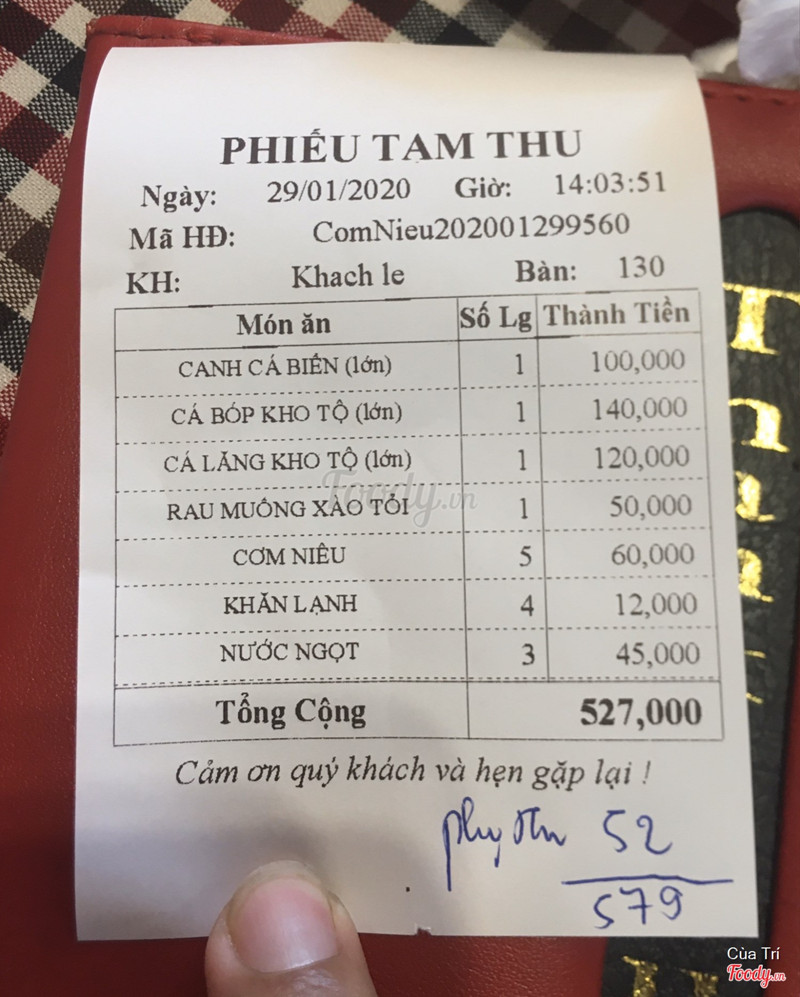 PHIẾU TẠM THU
Ngày: 29/01/2020 Giờ: 14:03:51
Mã HĐ: ComNieu202001299560
KH: Khach le Bàn: 130
Món ăn Số Lg Thành Tiền
CANH CÁ BIỂN (lớn) 1 100,000
CÁ BÓP KHO TỘ (lớn) 1 140,000
CÁ LĂNG KHO TỘ (lớn) 1 120,000
RAU MUỐNG XÀO TỎI 1 50,000
CƠM NIÊU 5 60,000
KHĂN LẠNH 4 12,000
NƯỚC NGỌT 3 45,000
Tổng Cộng 527,000
Cảm ơn quý khách và hẹn gặp lại !
phụ thu 52
579
Foody.vn
Của Trí
Foody.vn